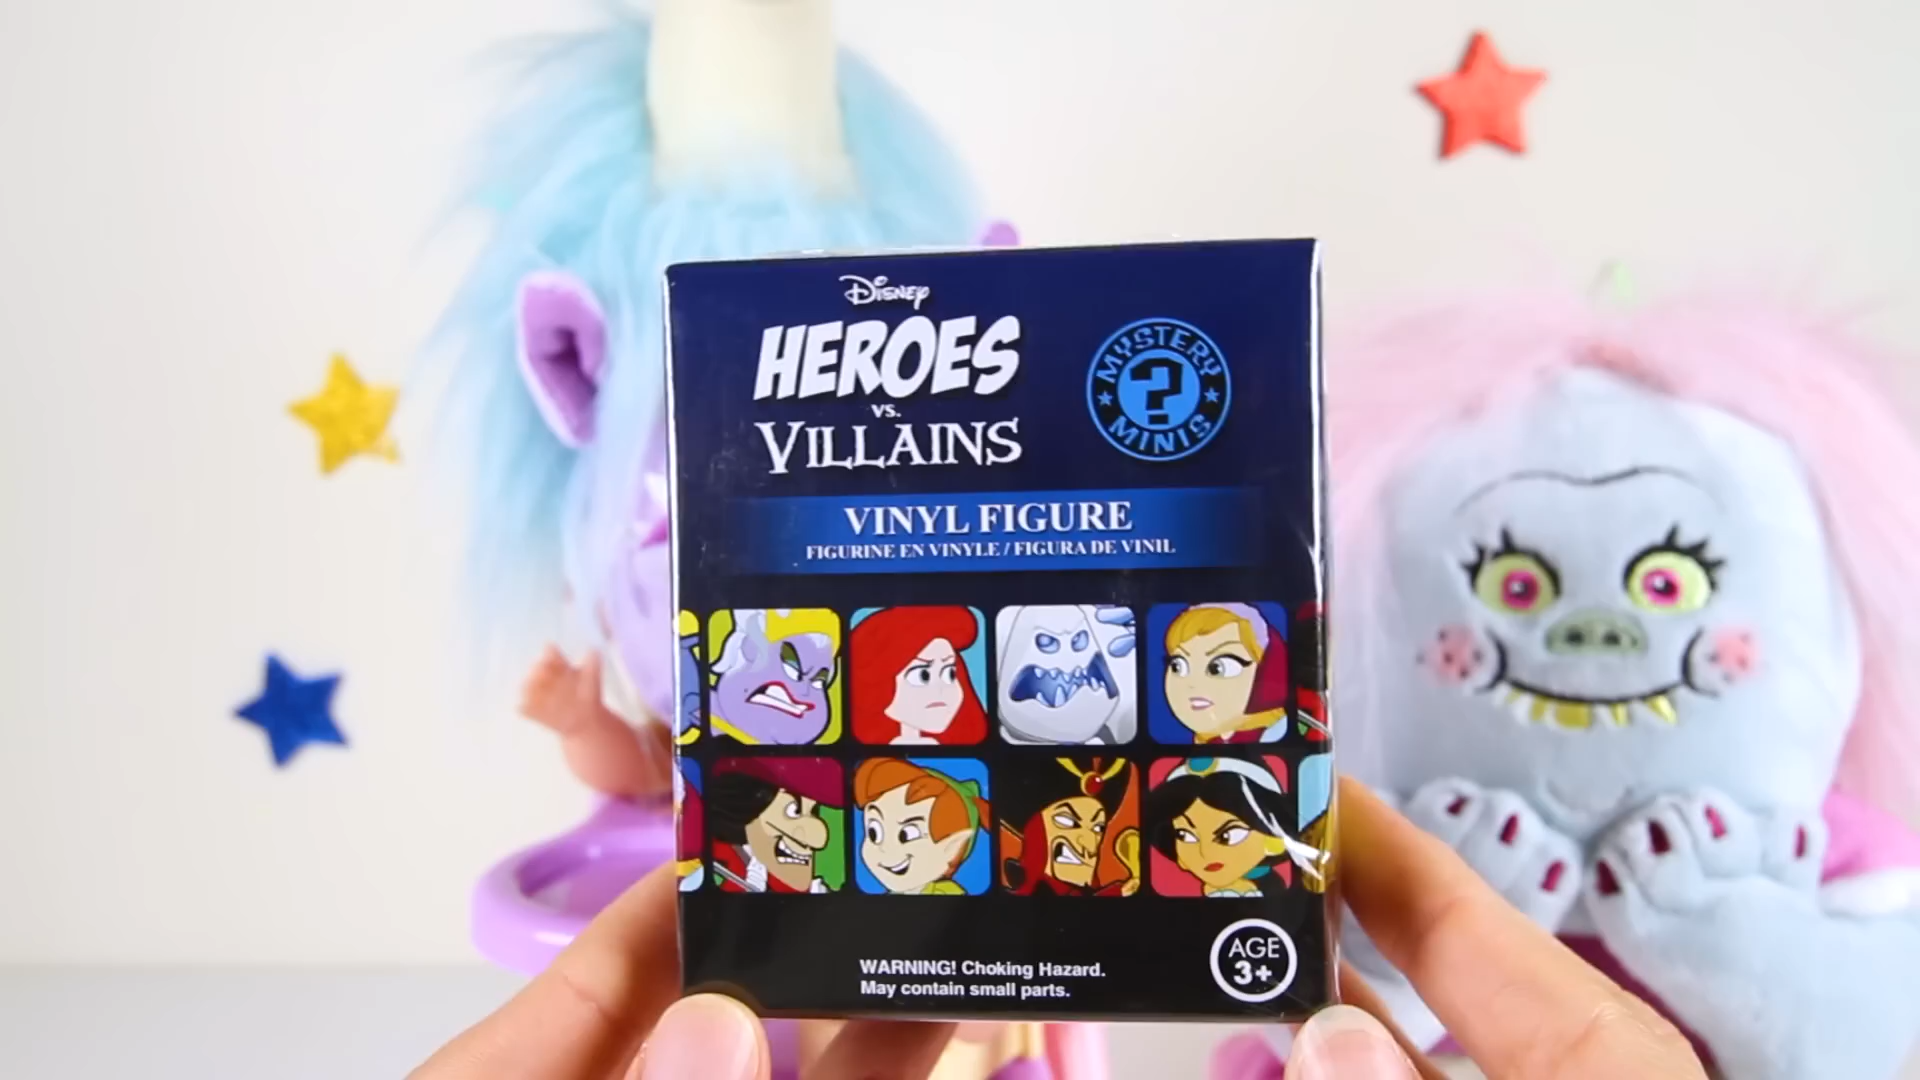 Disney
HEROES
VS.
VILLAINS
MYSTERY
?
MINIS
VINYL FIGURE
FIGURINE EN VINYLE / FIGURA DE VINIL
WARNING! Choking Hazard.
May contain small parts.
AGE
3+